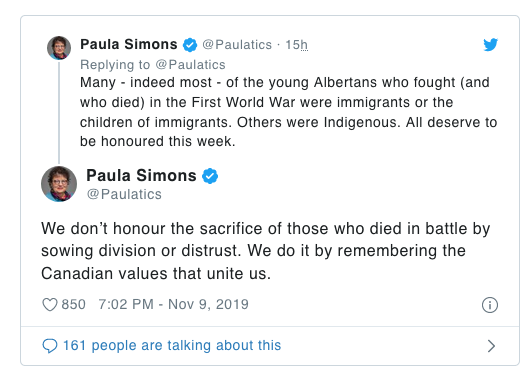 Paula Simons @Paulatics · 15h
Replying to @Paulatics
Many - indeed most - of the young Albertans who fought (and
who died) in the First World War were immigrants or the
children of immigrants. Others were Indigenous. All deserve to
be honoured this week.
Paula Simons
@Paulatics
We don’t honour the sacrifice of those who died in battle by
sowing division or distrust. We do it by remembering the
Canadian values that unite us.
850 7:02 PM - Nov 9, 2019
161 people are talking about this